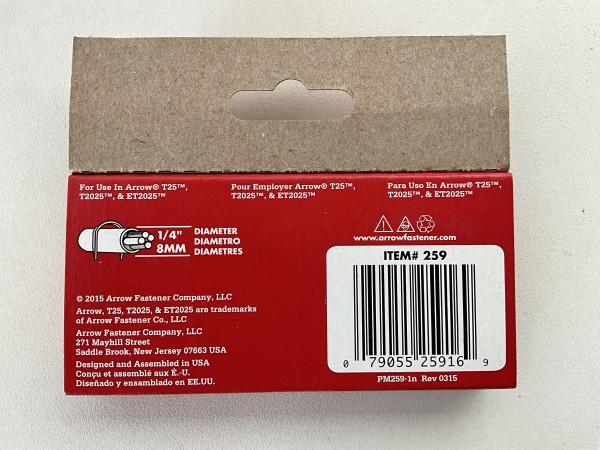 For Use In Arrow® T25™,
T2025™, & ET2025™
Pour Employer Arrow® T25™,
T2025™, & ET2025™
Para Uso En Arrow® T25™,
T2025™, & ET2025™
1/4" DIAMETER
DIAMETRO
8MM DIAMETRES
www.arrowfastener.com
ITEM# 259
0 79055 25916 9
PM259-1n Rev 0315
© 2015 Arrow Fastener Company, LLC
Arrow, T25, T2025, & ET2025 are trademarks
of Arrow Fastener Co., LLC
Arrow Fastener Company, LLC
271 Mayhill Street
Saddle Brook, New Jersey 07663 USA
Designed and Assembled in USA
Conçu et assemblé aux É.-U.
Diseñado y ensamblado en EE.UU.